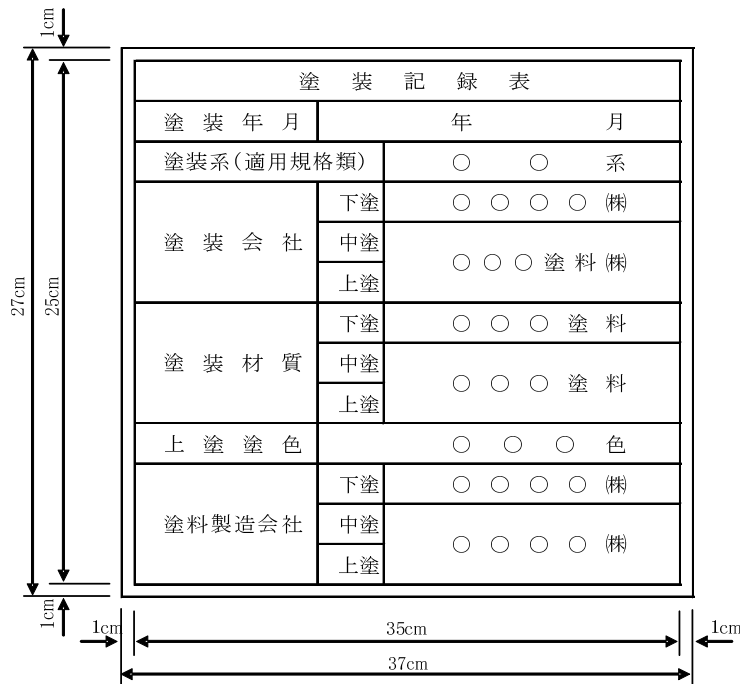 1cm
27cm
25cm
塗装記録表
塗装年月 年 月
塗装系(適用規格類) ○ ○ 系
塗装会社
下塗 ○○○○㈱
中塗
上塗
○○○塗料㈱
塗装材質
下塗 ○○○塗料
中塗
上塗
○○○塗料
上塗塗色 ○○○色
塗料製造会社
下塗 ○○○○㈱
中塗
上塗
○○○○㈱
1cm
1cm 35cm 1cm
37cm